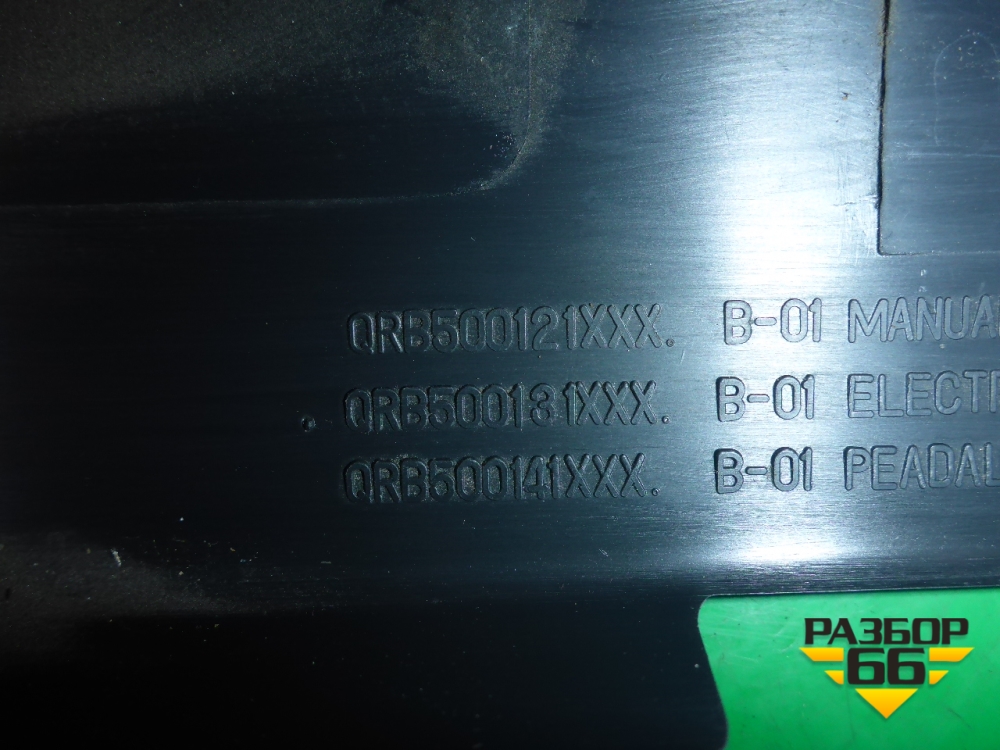 QRB500121XXX. B-01 MANUA
QRB500131XXX. B-01 ELECT
QRB500141XXX. B-01 PEADAL
РАЗБОР
66